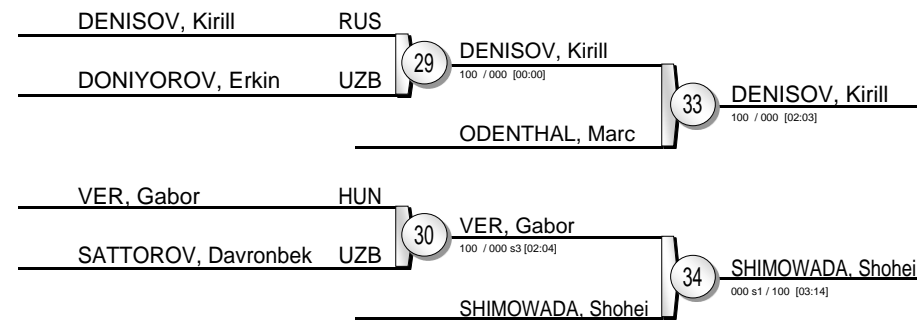 DENISOV, Kirill RUS
DONIYOROV, Erkin UZB
29
DENISOV, Kirill
100 / 000 [00:00]
ODENTHAL, Marc
33
DENISOV, Kirill
100 / 000 [02:03]
VER, Gabor HUN
SATTOROV, Davronbek UZB
30
VER, Gabor
100 / 000 s3 [02:04]
SHIMOWADA, Shohei
34
SHIMOWADA, Shohei
000 s1 / 100 [03:14]